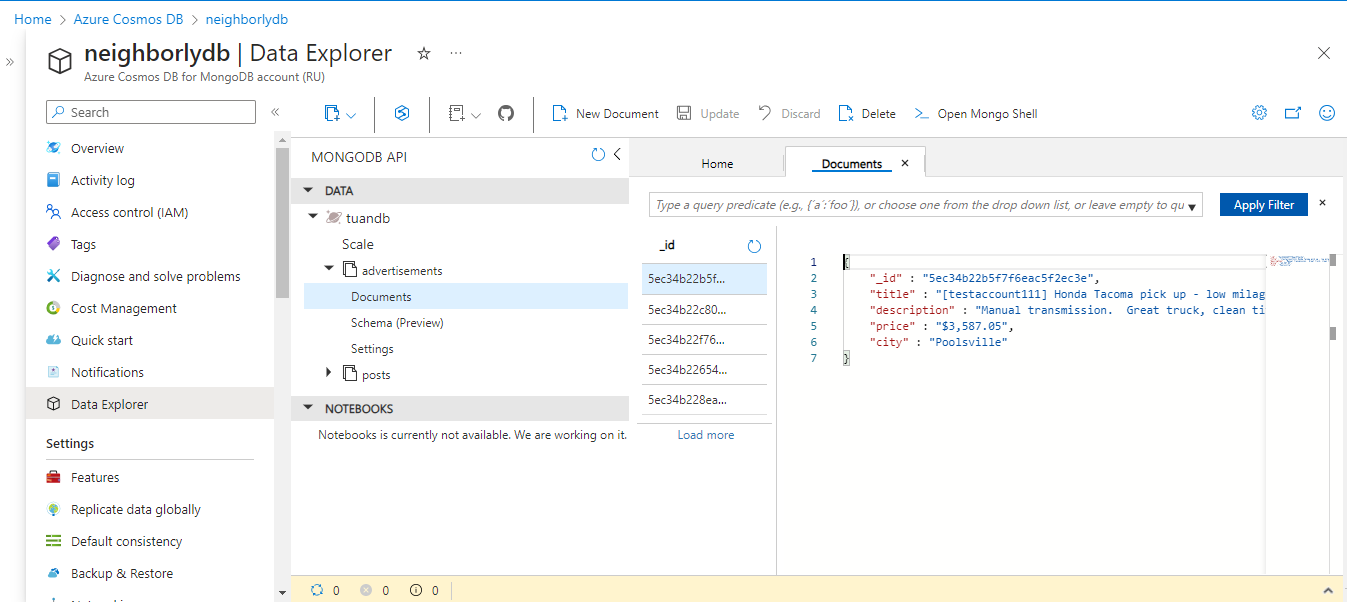 Home > Azure Cosmos DB > neighborlydb
neighborlydb | Data Explorer
Azure Cosmos DB for MongoDB account (RU)
Search
Overview
Activity log
Access control (IAM)
Tags
Diagnose and solve problems
Cost Management
Quick start
Notifications
Data Explorer
Settings
Features
Replicate data globally
Default consistency
Backup & Restore
New Document
Update
Discard
Delete
Open Mongo Shell
MONGODB API
DATA
tuandb
Scale
advertisements
Documents
Schema (Preview)
Settings
posts
NOTEBOOKS
Notebooks is currently not available. We are working on it.
Home
Documents
Type a query predicate (e.g., {´a´:´foo´}), or choose one from the drop down list, or leave empty to qu
Apply Filter
_id
5ec34b22b5f...
5ec34b22c80...
5ec34b22f76...
5ec34b22654...
5ec34b228ea...
Load more
1 {
2 "_id" : "5ec34b22b5f7f6eac5f2ec3e",
3 "title" : "[testaccount111] Honda Tacoma pick up - low milag
4 "description" : "Manual transmission.  Great truck, clean ti
5 "price" : "$3,587.05",
6 "city" : "Poolsville"
7 }
0 0 0